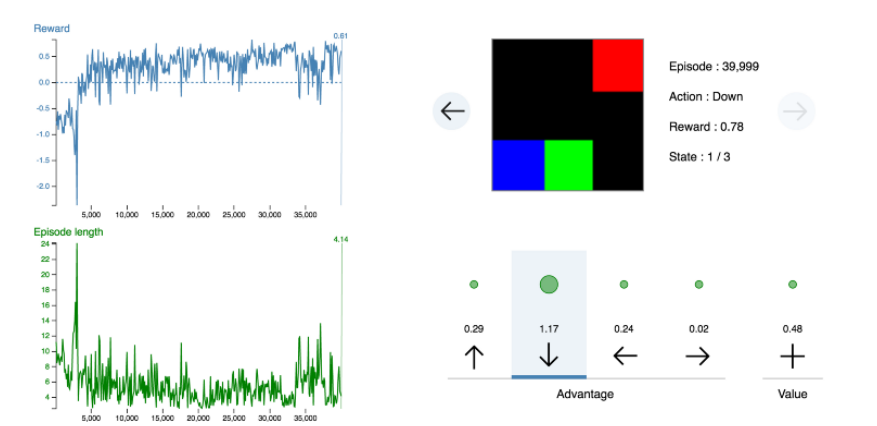 Reward
0.61
0.5
0.0
-0.5
-1.0
-1.5
-2.0
5,000 10,000 15,000 20,000 25,000 30,000 35,000
Episode length
4.14
24
22
20
18
16
14
12
10
8
6
4
5,000 10,000 15,000 20,000 25,000 30,000 35,000
Episode : 39,999
Action : Down
Reward : 0.78
State : 1 / 3
0.29 1.17 0.24 0.02 0.48
Advantage Value